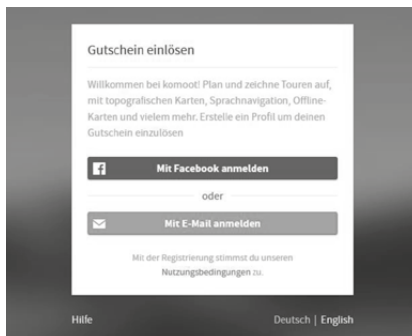 Gutschein einlösen
Willkommen bei komoot! Plan und zeichne Touren auf,
mit topografischen Karten, Sprachnavigation, Offline-
Karten und vielem mehr. Erstelle ein Profil um deinen
Gutschein einzulösen
Mit Facebook anmelden
oder
Mit E-Mail anmelden
Mit der Registrierung stimmst du unseren
Nutzungsbedingungen zu.
Hilfe Deutsch | English